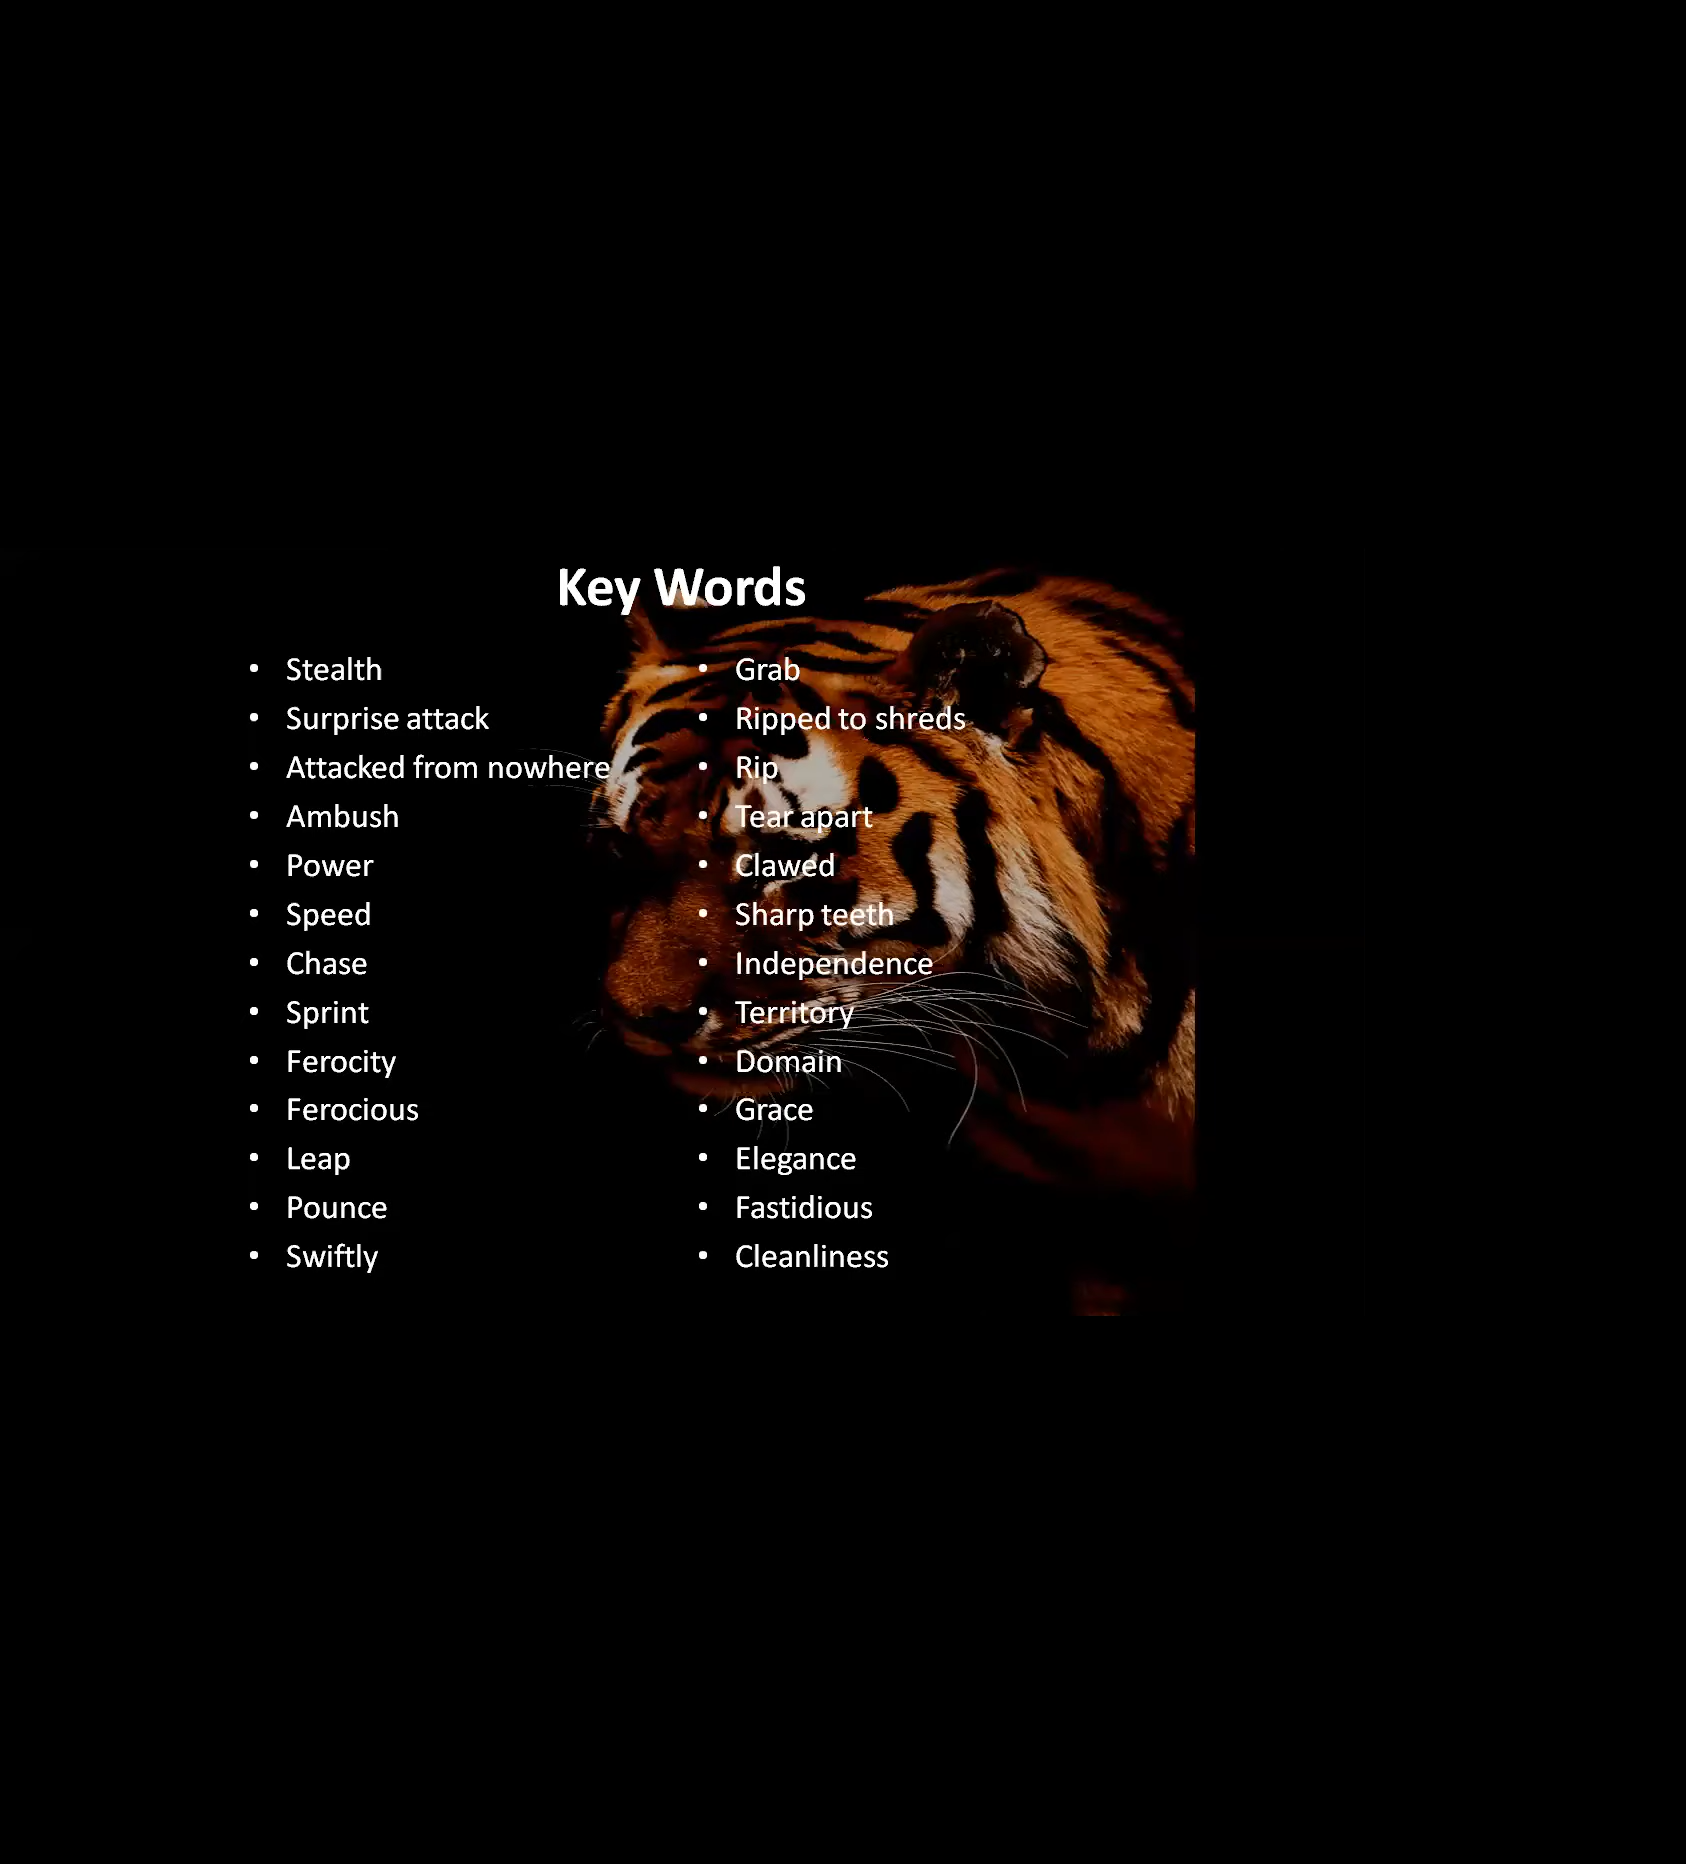 Key Words
• Stealth
• Surprise attack
• Attacked from nowhere
• Ambush
• Power
• Speed
• Chase
• Sprint
• Ferocity
• Ferocious
• Leap
• Pounce
• Swiftly
• Grab
• Ripped to shreds
• Rip
• Tear apart
• Clawed
• Sharp teeth
• Independence
• Territory
• Domain
• Grace
• Elegance
• Fastidious
• Cleanliness